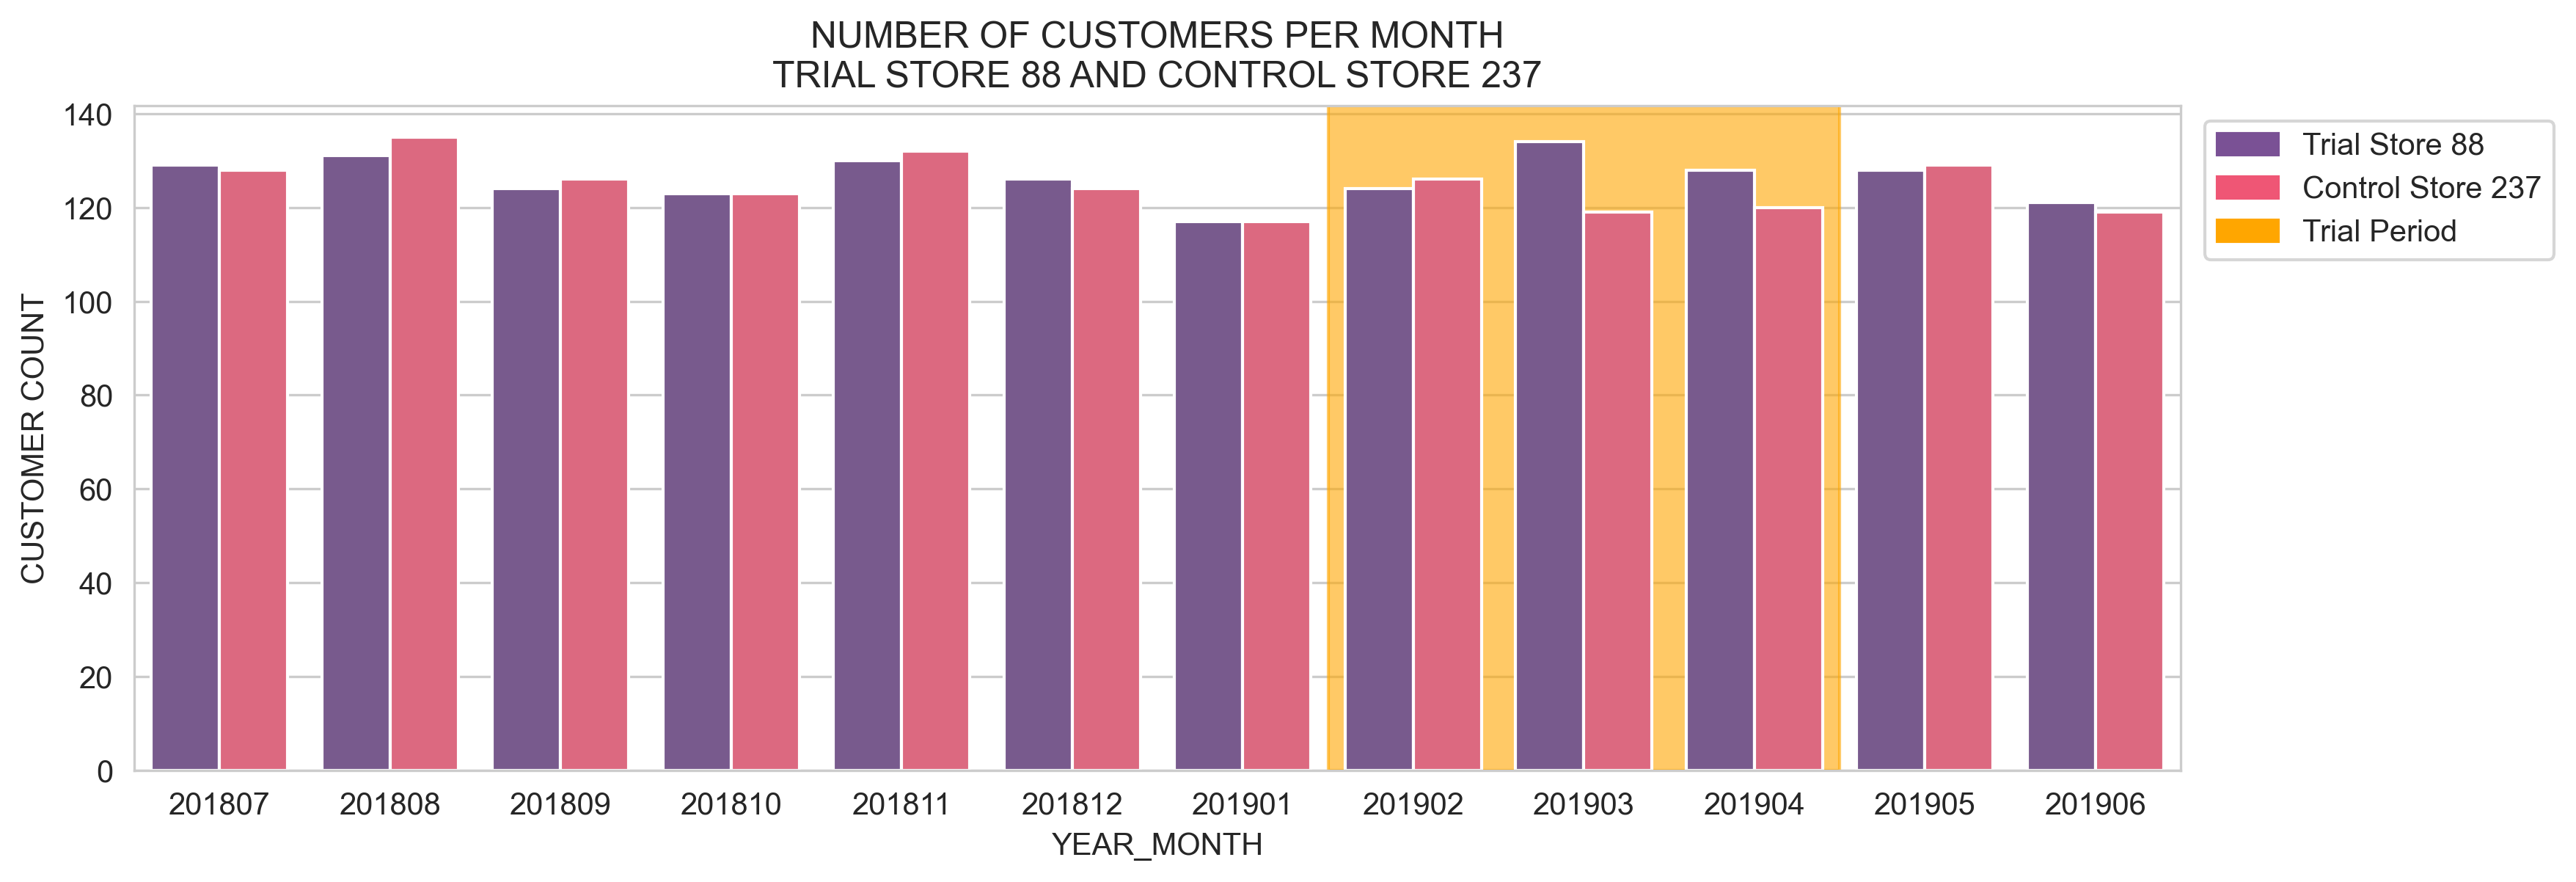 NUMBER OF CUSTOMERS PER MONTH
TRIAL STORE 88 AND CONTROL STORE 237
CUSTOMER COUNT
140
120
100
80
60
40
20
0
201807 201808 201809 201810 201811 201812 201901 201902 201903 201904 201905 201906
YEAR_MONTH
Trial Store 88
Control Store 237
Trial Period